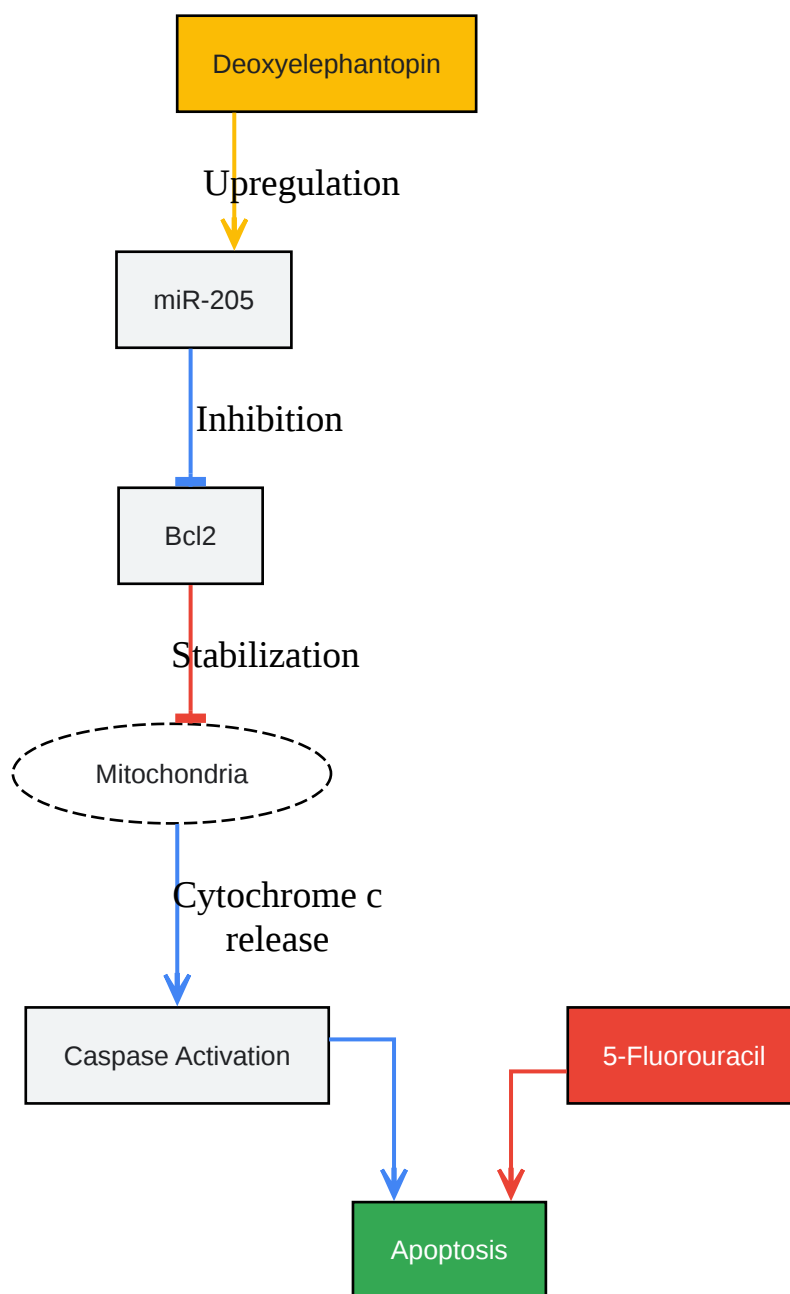 Deoxyelephantopin
Upregulation
miR-205
Inhibition
Bcl2
Stabilization
Mitochondria
Cytochrome c
release
Caspase Activation
5-Fluorouracil
Apoptosis